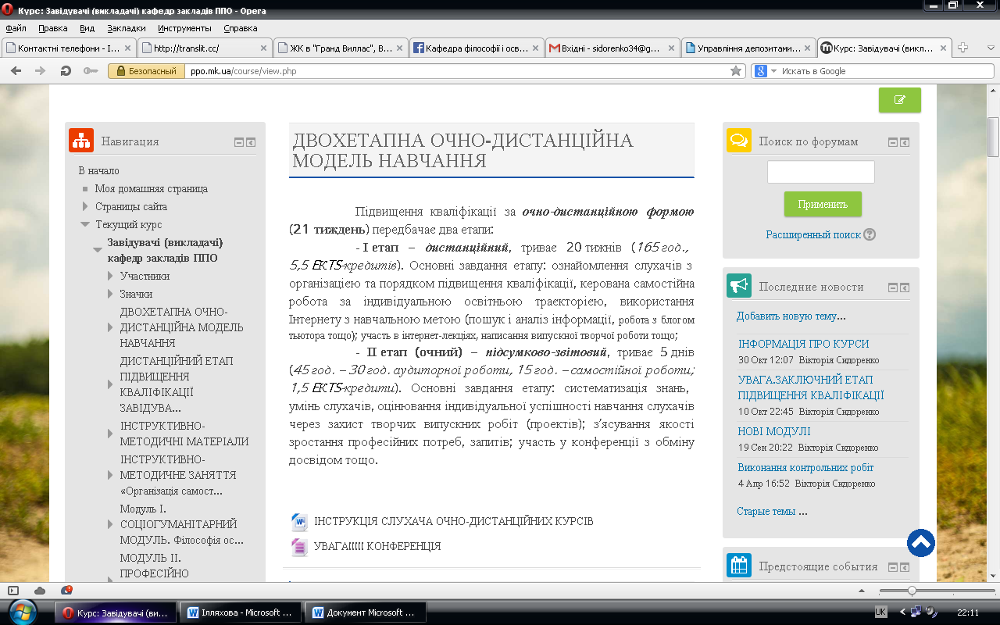 Курс: Завідувачі (викладачі) кафедр закладів ППО - Opera
Файл Правка Вид Закладки Инструменты Справка
Контактні телефони - І...
http://translit.cc/
ЖК в "Гранд Виллас", В...
Кафедра філософії і осв...
Вхідні - sidorenko34@g...
Управління депозитами...
Курс: Завідувачі (викл...
Безопасный ppo.mk.ua/course/view.php
Искать в Google
Навигация
В начало
Моя домашняя страница
Страницы сайта
Текущий курс
Завідувачі (викладачі)
кафедр закладів ППО
Участники
Значки
ДВОХЕТАПНА ОЧНО-
ДИСТАНЦІЙНА МОДЕЛЬ
НАВЧАННЯ
ДИСТАНЦІЙНИЙ ЕТАП
ПІДВИЩЕННЯ
КВАЛІФІКАЦІЇ
ЗАВІДУВА...
ІНСТРУКТИВНО-
МЕТОДИЧНІ МАТЕРІАЛИ
ІНСТРУКТИВНО-
МЕТОДИЧНЕ ЗАНЯТТЯ
«Організація самост...
Модуль І.
СОЦІОГУМАНІТАРНИЙ
МОДУЛЬ. Філософія ос...
МОДУЛЬ ІІ.
ПРОФЕСІЙНО
ДВОХЕТАПНА ОЧНО-ДИСТАНЦІЙНА
МОДЕЛЬ НАВЧАННЯ
Підвищення кваліфікації за очно-дистанційною формою
(21 тиждень) передбачає два етапи:
- І етап – дистанційний, триває 20 тижнів (165 год.,
5,5 ЕКТS-кредитів). Основні завдання етапу: ознайомлення слухачів з
організацією та порядком підвищення кваліфікації, керована самостійна
робота за індивідуальною освітньою траєкторією, використання
Інтернету з навчальною метою (пошук і аналіз інформації, робота з блогом
тьютора тощо); участь в інтернет-лекціях, написання випускної творчої роботи тощо;
- ІІ етап (очний) – підсумково-звітовий, триває 5 днів
(45 год. – 30 год. аудиторної роботи, 15 год. – самостійної роботи;
1,5 ЕКТS-кредити). Основні завдання етапу: систематизація знань,
умінь слухачів, оцінювання індивідуальної успішності навчання слухачів
через захист творчих випускних робіт (проектів); з’ясування якості
зростання професійних потреб, запитів; участь у конференції з обміну
досвідом тощо.
ІНСТРУКЦІЯ СЛУХАЧА ОЧНО-ДИСТАНЦІЙНИХ КУРСІВ
УВАГА!!!!! КОНФЕРЕНЦІЯ
Поиск по форумам
Применить
Расширенный поиск
Последние новости
Добавить новую тему...
ІНФОРМАЦІЯ ПРО КУРСИ
30 Окт 12:07 Вікторія Сидоренко
УВАГА.ЗАКЛЮЧНИЙ ЕТАП
ПІДВИЩЕННЯ КВАЛІФІКАЦІЇ
10 Окт 22:45 Вікторія Сидоренко
НОВІ МОДУЛІ
19 Сен 20:22 Вікторія Сидоренко
Виконання контрольних робіт
4 Апр 16:52 Вікторія Сидоренко
Старые темы ...
Предстоящие события
Курс: Завідувачі (ви...
Ілляхова - Microsoft ...
Документ Microsoft ...
UK
22:11